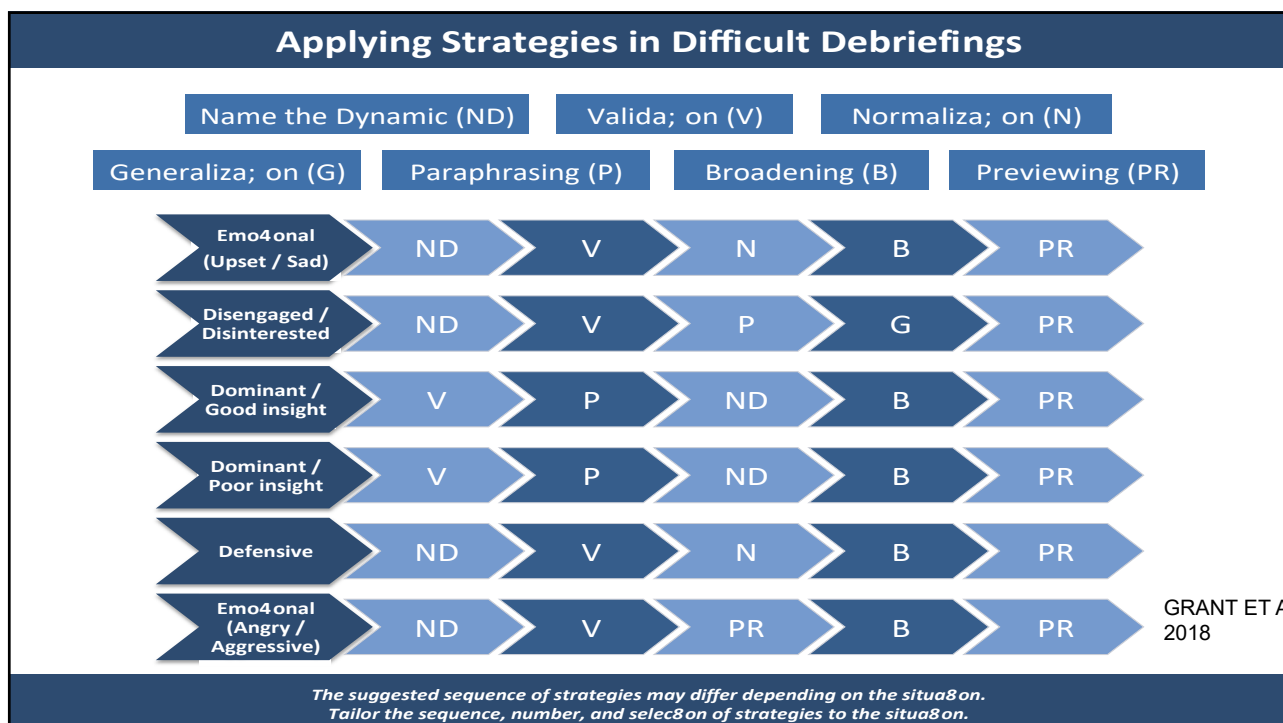 Applying Strategies in Difficult Debriefings
Name the Dynamic (ND) Valida; on (V) Normaliza; on (N)
Generaliza; on (G) Paraphrasing (P) Broadening (B) Previewing (PR)
Emo4onal
(Upset / Sad)
ND V N B PR
Disengaged /
Disinterested
ND V P G PR
Dominant /
Good insight
V P ND B PR
Dominant /
Poor insight
V P ND B PR
Defensive
ND V N B PR
Emo4onal
(Angry /
Aggressive)
ND V PR B PR
GRANT ET A
2018
The suggested sequence of strategies may differ depending on the situa8on.
Tailor the sequence, number, and selec8on of strategies to the situa8on.